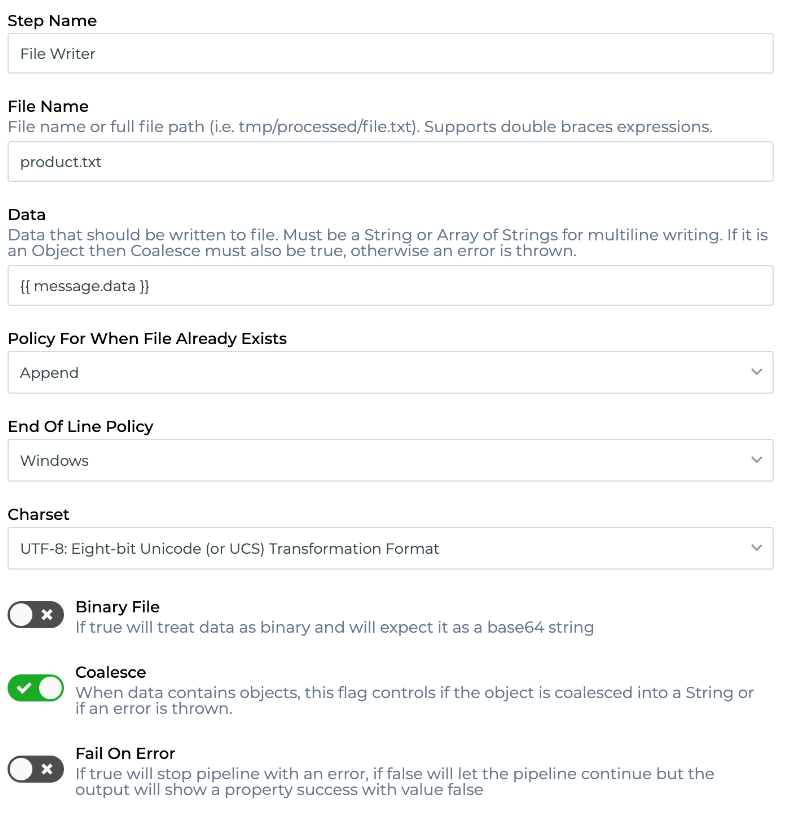 Step Name
File Writer
File Name
File name or full file path (i.e. tmp/processed/file.txt). Supports double braces expressions.
product.txt
Data
Data that should be written to file. Must be a String or Array of Strings for multiline writing. If it is
an Object then Coalesce must also be true, otherwise an error is thrown.
{{ message.data }}
Policy For When File Already Exists
Append
End Of Line Policy
Windows
Charset
UTF-8: Eight-bit Unicode (or UCS) Transformation Format
Binary File
If true will treat data as binary and will expect it as a base64 string
Coalesce
When data contains objects, this flag controls if the object is coalesced into a String or
if an error is thrown.
Fail On Error
If true will stop pipeline with an error, if false will let the pipeline continue but the
output will show a property success with value false